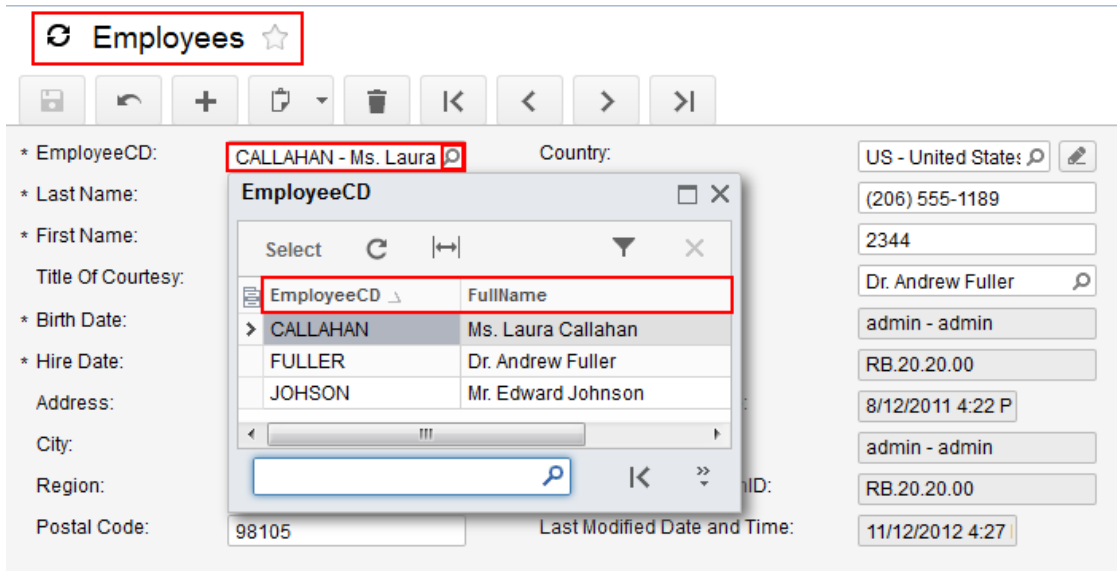 Employees
* EmployeeCD: CALLAHAN - Ms. Laura Country: US - United States
EmployeeCD
* Last Name: (206) 555-1189
* First Name: 2344
Select
Title Of Courtesy: Dr. Andrew Fuller
EmployeeCD FullName
* Birth Date: CALLAHAN Ms. Laura Callahan admin - admin
* Hire Date: FULLER Dr. Andrew Fuller RB.20.20.00
Address: JOHSON Mr. Edward Johnson : 8/12/2011 4:22 P
City: admin - admin
Region: nID: RB.20.20.00
Postal Code: 98105 Last Modified Date and Time: 11/12/2012 4:27